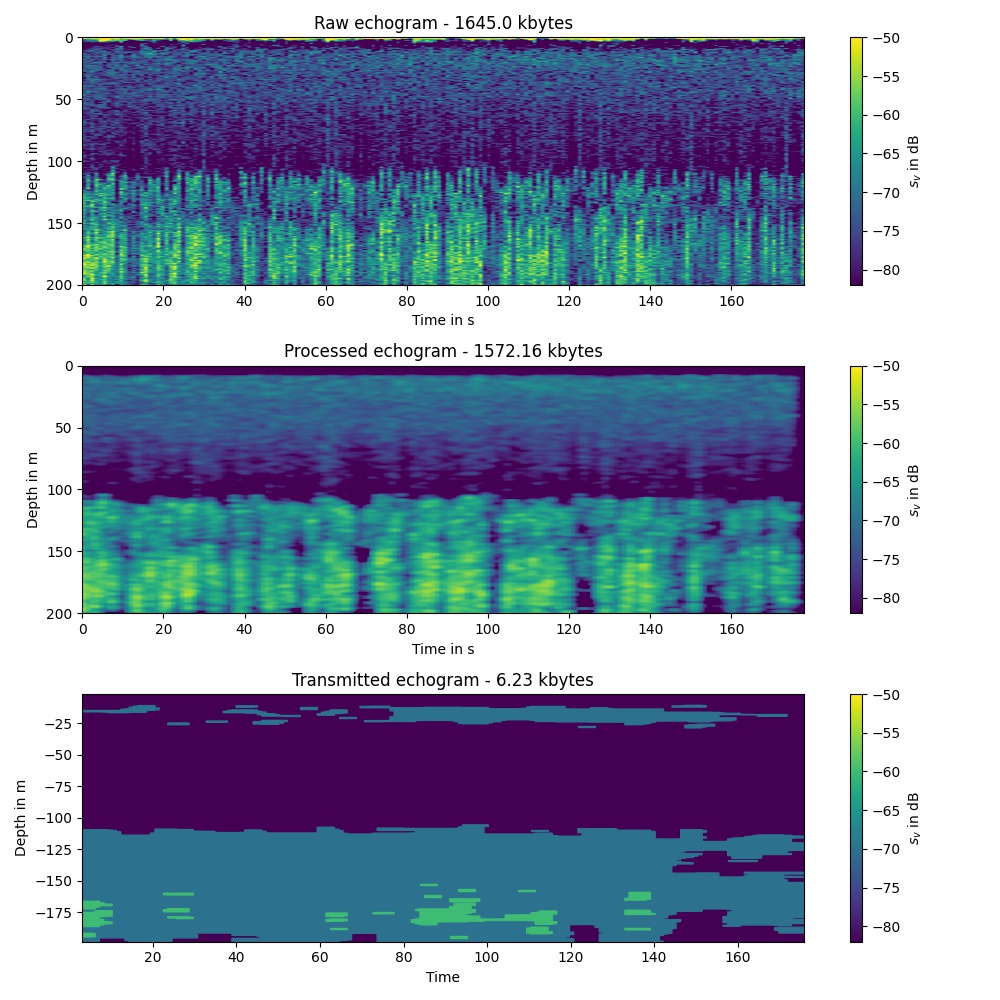 Raw echogram - 1645.0 kbytes
0
50
100
150
200
Depth in m
0 20 40 60 80 100 120 140 160
Time in s
−50
−55
−60
−65
−70
−75
−80
sv in dB
Processed echogram - 1572.16 kbytes
0
50
100
150
200
Depth in m
0 20 40 60 80 100 120 140 160
Time in s
−50
−55
−60
−65
−70
−75
−80
sv in dB
Transmitted echogram - 6.23 kbytes
−25
−50
−75
−100
−125
−150
−175
Depth in m
20 40 60 80 100 120 140 160
Time
−50
−55
−60
−65
−70
−75
−80
sv in dB